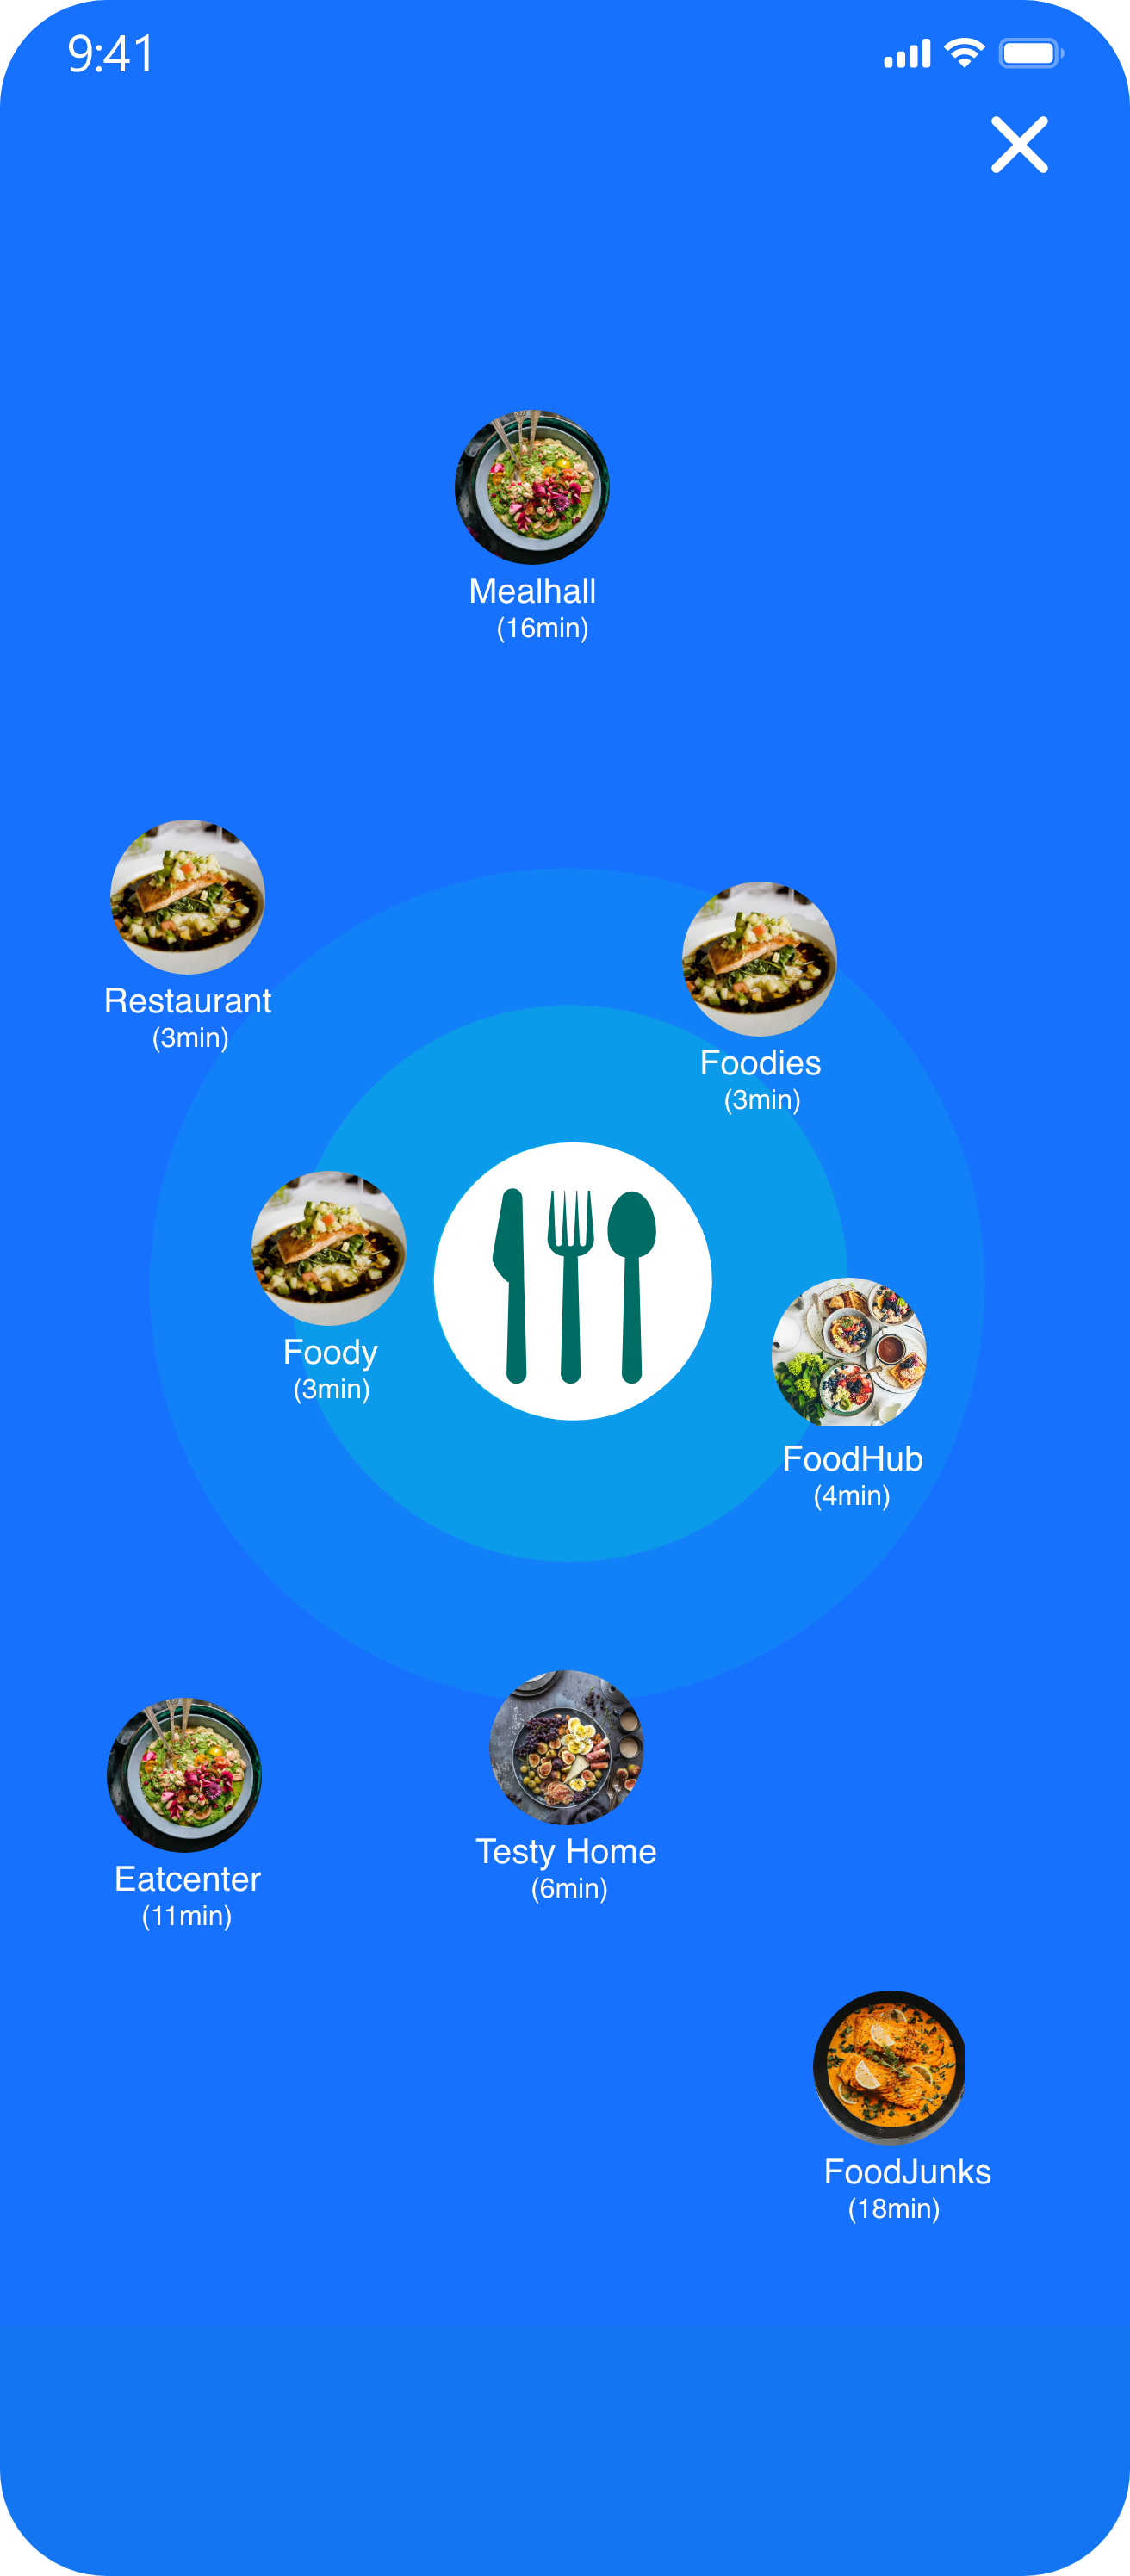 9:41
Mealhall
(16min)
Restaurant
(3min)
Foodies
(3min)
Foody
(3min)
FoodHub
(4min)
Testy Home
(6min)
Eatcenter
(11min)
FoodJunks
(18min)